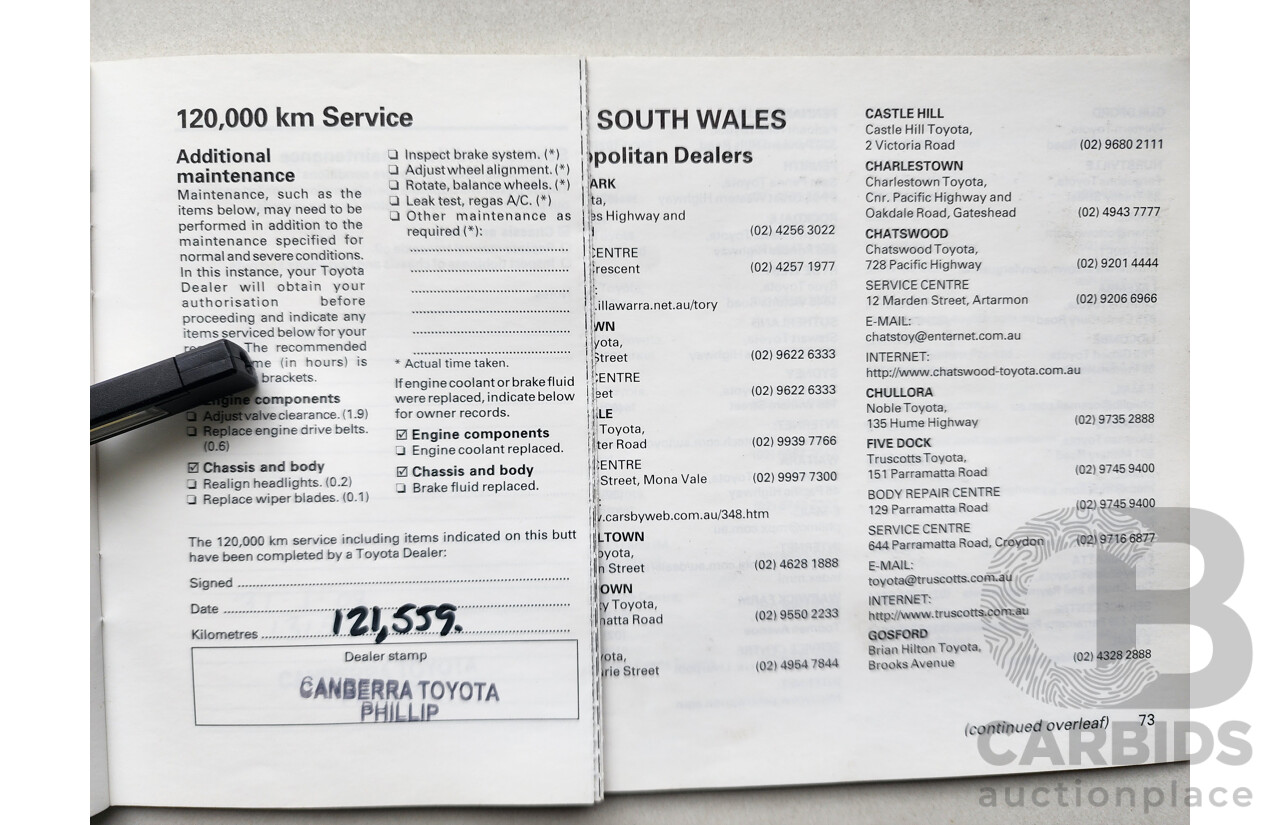 120,000 km Service
Additional
maintenance
Maintenance, such as the
items below, may need to be
performed in addition to the
maintenance specified for
normal and severe conditions.
In this instance, your Toyota
Dealer will obtain your
authorisation before
proceeding and indicate any
items serviced below for your
The recommended
(in hours) is
brackets.
Engine components
❏ Adjust valve clearance. (1.9)
❏ Replace engine drive belts.
(0.6)
☑ Chassis and body
❏ Realign headlights. (0.2)
❏ Replace wiper blades. (0.1)
❏ Inspect brake system. (*)
❏ Adjust wheel alignment. (*)
❏ Rotate, balance wheels. (*)
❏ Leak test, regas A/C. (*)
❏ Other maintenance as
required (*):
* Actual time taken.
If engine coolant or brake fluid
were replaced, indicate below
for owner records.
☑ Engine components
❏ Engine coolant replaced.
☑ Chassis and body
❏ Brake fluid replaced.
The 120,000 km service including items indicated on this butt
have been completed by a Toyota Dealer:
Signed
Date
Kilometres 121,559.
Dealer stamp
CANBERRA TOYOTA
PHILLIP
SOUTH WALES
politan Dealers
ARK
ta,
es Highway and
(02) 4256 3022
CENTRE
rescent (02) 4257 1977
.illawarra.net.au/tory
WN
yota,
Street (02) 9622 6333
CENTRE
eet (02) 9622 6333
LE
Toyota,
ter Road (02) 9939 7766
CENTRE
Street, Mona Vale (02) 9997 7300
.carsbyweb.com.au/348.htm
LTOWN
oyota,
n Street (02) 4628 1888
OWN
y Toyota,
matta Road (02) 9550 2233
ota,
rie Street (02) 4954 7844
CASTLE HILL
Castle Hill Toyota,
2 Victoria Road (02) 9680 2111
CHARLESTOWN
Charlestown Toyota,
Cnr. Pacific Highway and
Oakdale Road, Gateshead (02) 4943 7777
CHATSWOOD
Chatswood Toyota,
728 Pacific Highway (02) 9201 4444
SERVICE CENTRE
12 Marden Street, Artarmon (02) 9206 6966
E-MAIL:
chatstoy@enternet.com.au
INTERNET:
http://www.chatswood-toyota.com.au
CHULLORA
Noble Toyota,
135 Hume Highway (02) 9735 2888
FIVE DOCK
Truscotts Toyota,
151 Parramatta Road (02) 9745 9400
BODY REPAIR CENTRE
129 Parramatta Road (02) 9745 9400
SERVICE CENTRE
644 Parramatta Road, Croydon (02) 9716 6877
E-MAIL:
toyota@truscotts.com.au
INTERNET:
http://www.truscotts.com.au
GOSFORD
Brian Hilton Toyota,
Brooks Avenue (02) 4328 2888
(continued overleaf) 73
CB
CARBIDS
auctionplace